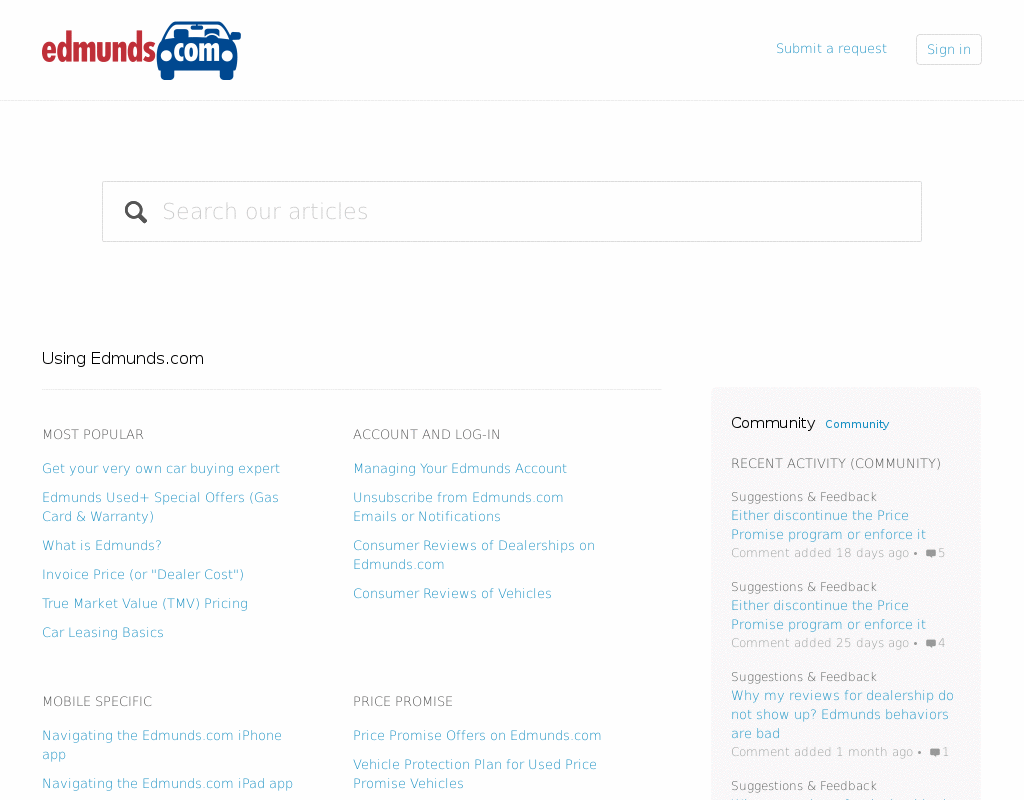 edmunds.com
Submit a request
Sign in
Search our articles
Using Edmunds.com
MOST POPULAR
Get your very own car buying expert
Edmunds Used+ Special Offers (Gas
Card & Warranty)
What is Edmunds?
Invoice Price (or "Dealer Cost")
True Market Value (TMV) Pricing
Car Leasing Basics
ACCOUNT AND LOG-IN
Managing Your Edmunds Account
Unsubscribe from Edmunds.com
Emails or Notifications
Consumer Reviews of Dealerships on
Edmunds.com
Consumer Reviews of Vehicles
MOBILE SPECIFIC
Navigating the Edmunds.com iPhone
app
Navigating the Edmunds.com iPad app
PRICE PROMISE
Price Promise Offers on Edmunds.com
Vehicle Protection Plan for Used Price
Promise Vehicles
Community Community
RECENT ACTIVITY (COMMUNITY)
Suggestions & Feedback
Either discontinue the Price
Promise program or enforce it
Comment added 18 days ago • 5
Suggestions & Feedback
Either discontinue the Price
Promise program or enforce it
Comment added 25 days ago • 4
Suggestions & Feedback
Why my reviews for dealership do
not show up? Edmunds behaviors
are bad
Comment added 1 month ago • 1
Suggestions & Feedback